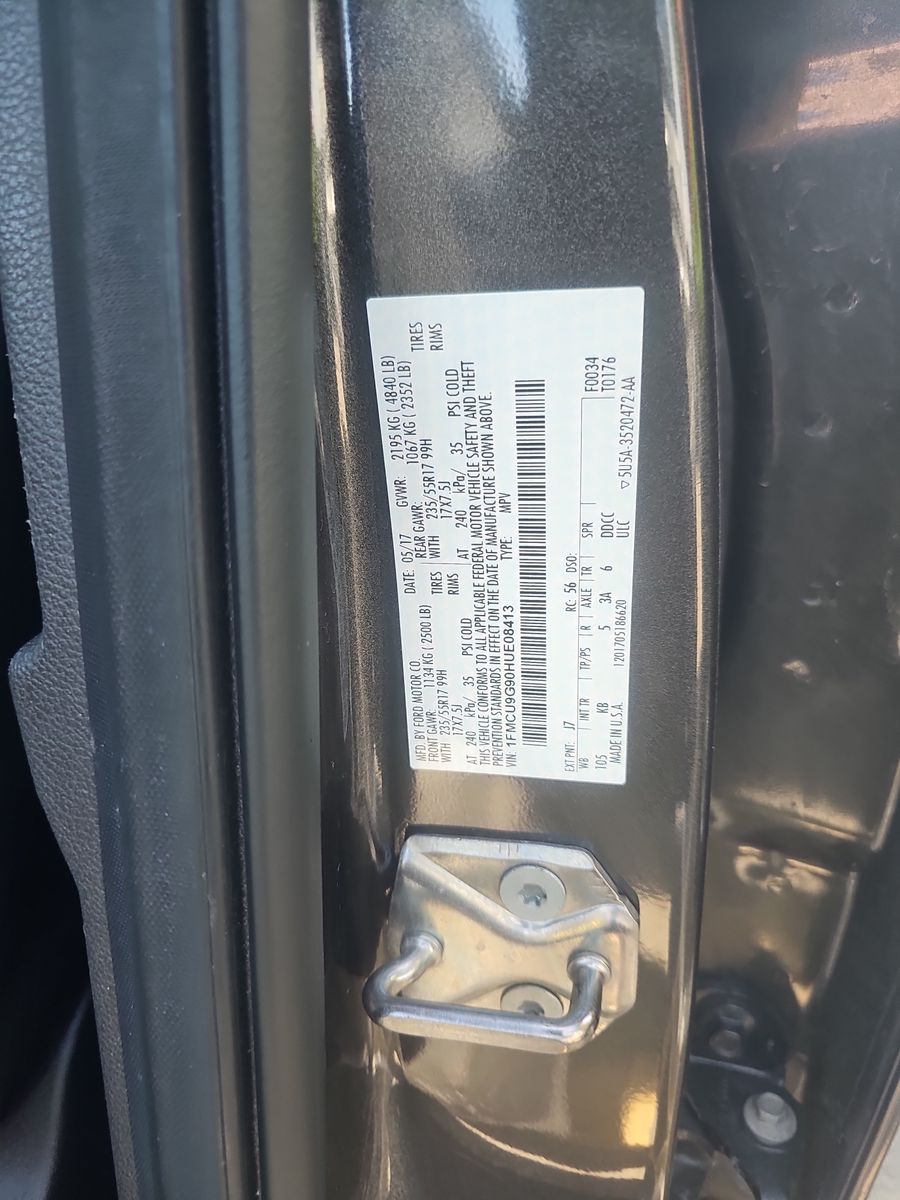 MFD. BY FORD MOTOR CO. DATE: 05/17 GVWR: 2195 KG ( 4840 LB)
FRONT GAWR: 1134 KG ( 2500 LB) REAR GAWR: 1067 KG ( 2352 LB)
WITH 235/55R17 99H TIRES WITH 235/55R17 99H TIRES
17X7.5J RIMS 17X7.5J RIMS
AT 240 kPa/ 35 PSI COLD AT 240 kPa/ 35 PSI COLD
THIS VEHICLE CONFORMS TO ALL APPLICABLE FEDERAL MOTOR VEHICLE SAFETY AND THEFT
PREVENTION STANDARDS IN EFFECT ON THE DATE OF MANUFACTURE SHOWN ABOVE.
VIN: 1FMCU9G90HUE08413 TYPE: MPV
EXT PNT: J7 RC: 56 DSO:
WB INT TR TP/PS R AXLE TR SPR F0034
105 KB 5 3A 6 DDCC T0176
MADE IN U.S.A. 1201705186620 ULC ▽5U5A-3520472-AA